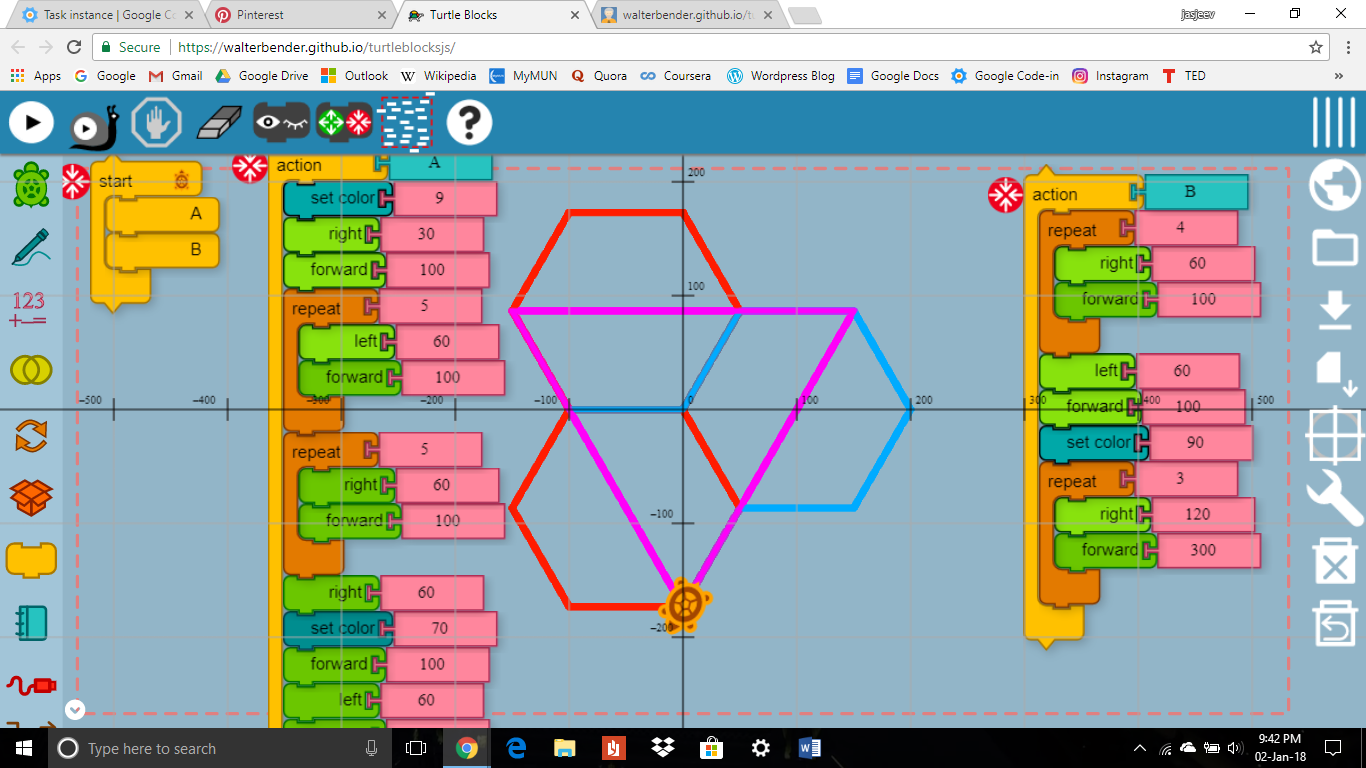 Task instance | Google Co
Pinterest
Turtle Blocks
walterbender.github.io/tu
jasjeev
Secure
https://walterbender.github.io/turtleblocksjs/
Apps
Google
Gmail
Google Drive
Outlook
Wikipedia
MyMUN
Quora
Coursera
Wordpress Blog
Google Docs
Google Code-in
Instagram
TED
»
?
start
A
B
action A
set color 9
right 30
forward 100
repeat 5
left 60
forward 100
repeat 5
right 60
forward 100
right 60
set color 70
forward 100
left 60
123
+-=
200
100
-500
-400
-300
-200
-100
0
100
200
300
400
500
-100
-200
action B
repeat 4
right 60
forward 100
left 60
forward 100
set color 90
repeat 3
right 120
forward 300
Type here to search
9:42 PM
02-Jan-18